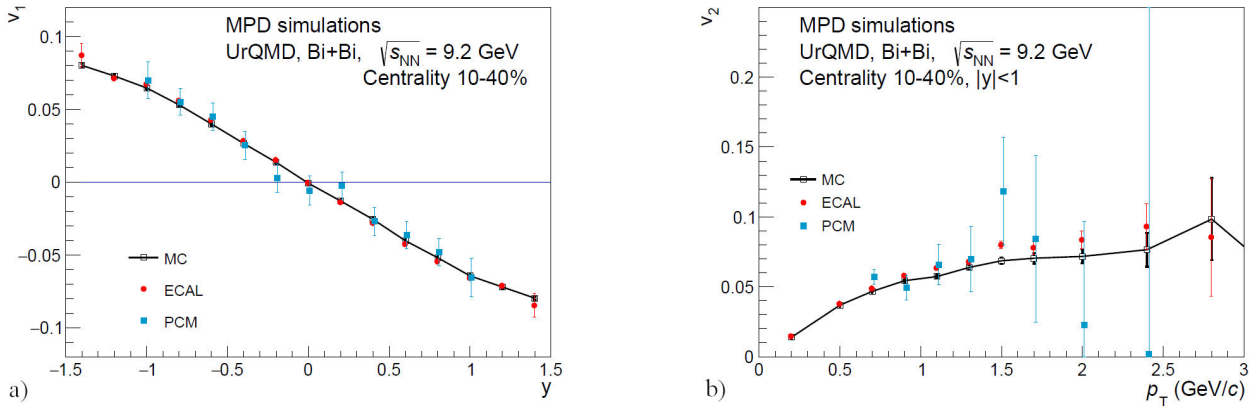 v₁
MPD simulations
UrQMD, Bi+Bi, √sNN = 9.2 GeV
Centrality 10-40%
0.1
0.05
0
−0.05
−0.1
MC
ECAL
PCM
−1.5 −1 −0.5 0 0.5 1 1.5
y
a)
v₂
MPD simulations
UrQMD, Bi+Bi, √sNN = 9.2 GeV
Centrality 10-40%, |y|<1
0.2
0.15
0.1
0.05
0
MC
ECAL
PCM
0 0.5 1 1.5 2 2.5 3
pT (GeV/c)
b)